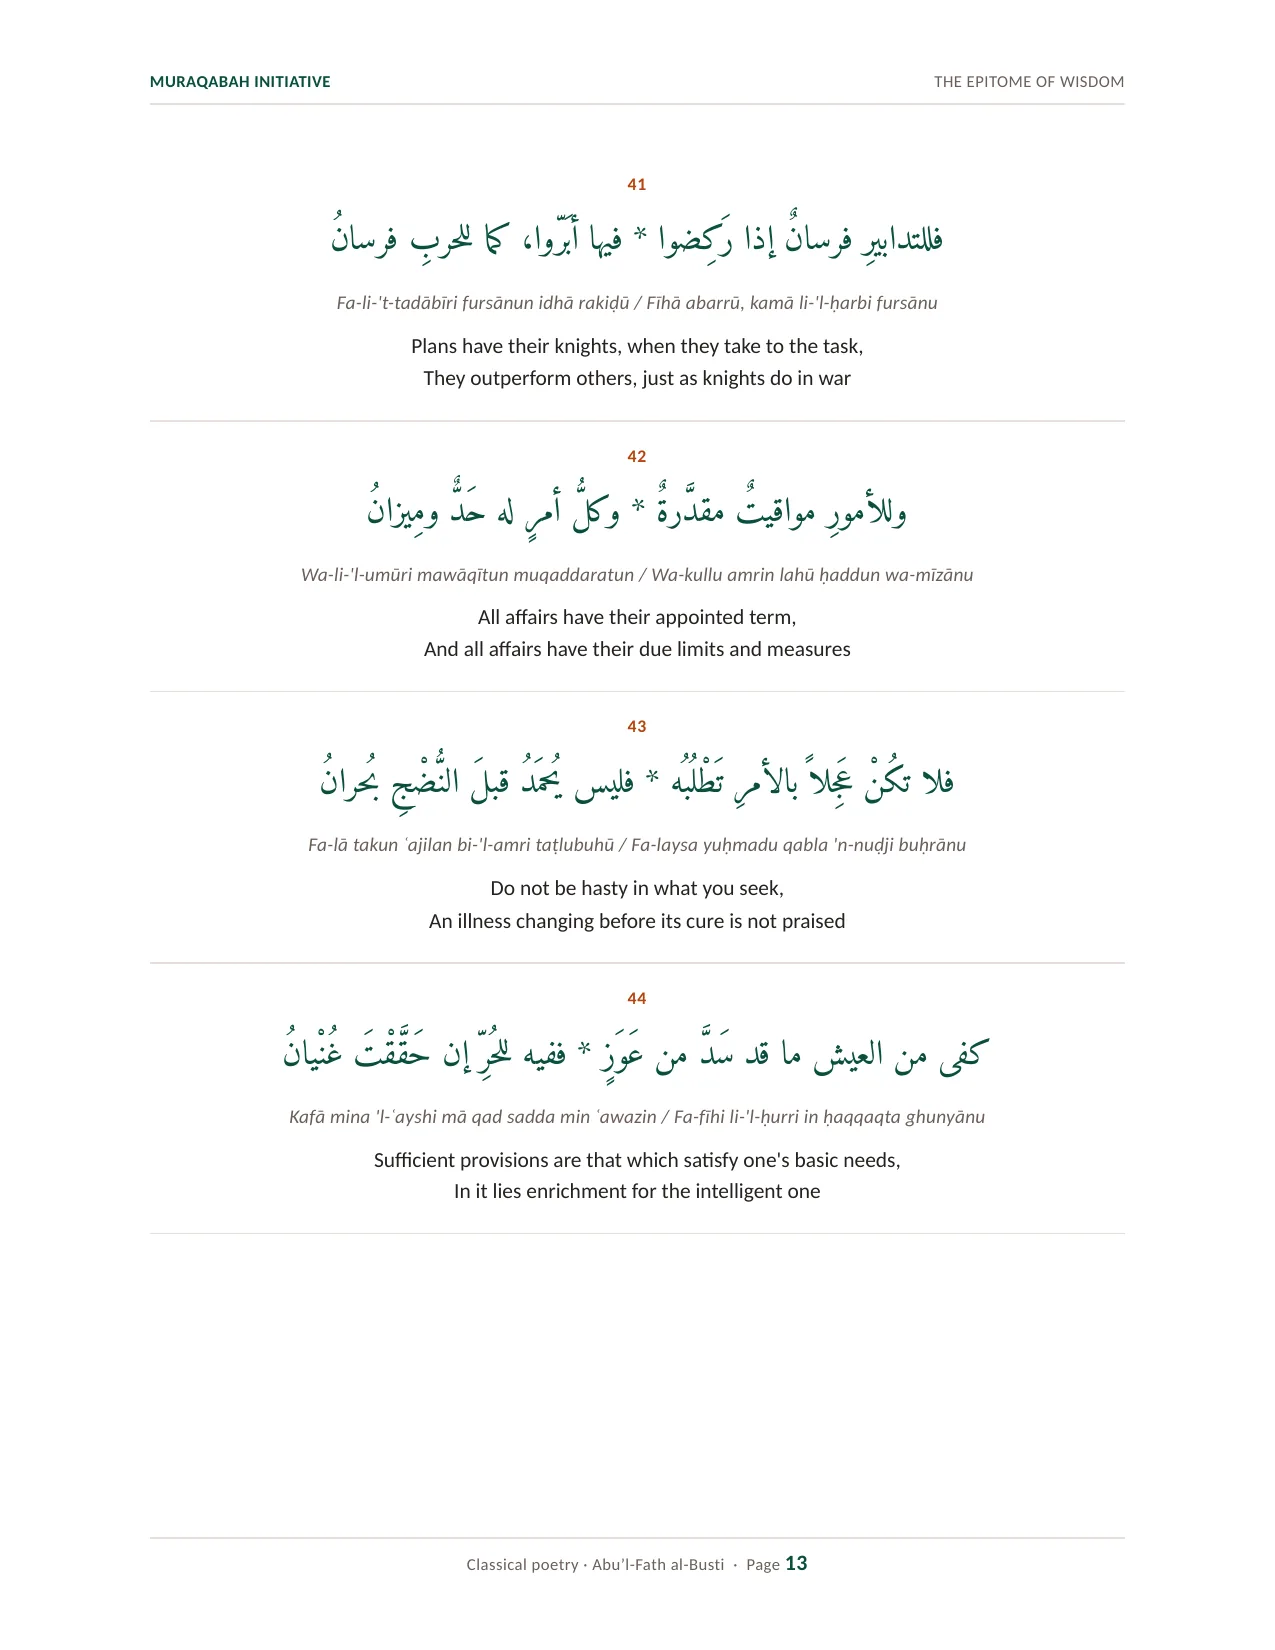 MURAQABAH INITIATIVE
THE EPITOME OF WISDOM
41
فللتدابيرِ فرسانٌ إذا رَكِضوا * فيها أَبَرّوا، كما للحربِ فرسانُ
Fa-li-'t-tadābīri fursānun idhā rakiḍū / Fīhā abarrū, kamā li-'l-ḥarbi fursānu
Plans have their knights, when they take to the task,
They outperform others, just as knights do in war
42
وللأمورِ مواقيتٌ مقدَّرةٌ * وكلُّ أمرٍ له حَدٌّ ومِيزانُ
Wa-li-'l-umūri mawāqītun muqaddaratun / Wa-kullu amrin lahū ḥaddun wa-mīzānu
All affairs have their appointed term,
And all affairs have their due limits and measures
43
فلا تكُنْ عَجِلاً بالأمرِ تَطْلُبُه * فليس يُحمَدُ قبلَ النُّضْجِ بُحرانُ
Fa-lā takun ʿajilan bi-'l-amri taṭlubuhū / Fa-laysa yuḥmadu qabla 'n-nuḍji buḥrānu
Do not be hasty in what you seek,
An illness changing before its cure is not praised
44
كفى من العيش ما قد سَدَّ من عَوَزٍ * ففيه للحُرِّ إن حَقَّقْتَ غُنْيانُ
Kafā mina 'l-ʿayshi mā qad sadda min ʿawazin / Fa-fīhi li-'l-ḥurri in ḥaqqaqta ghunyānu
Sufficient provisions are that which satisfy one's basic needs,
In it lies enrichment for the intelligent one
Classical poetry · Abu’l-Fath al-Busti · Page 13